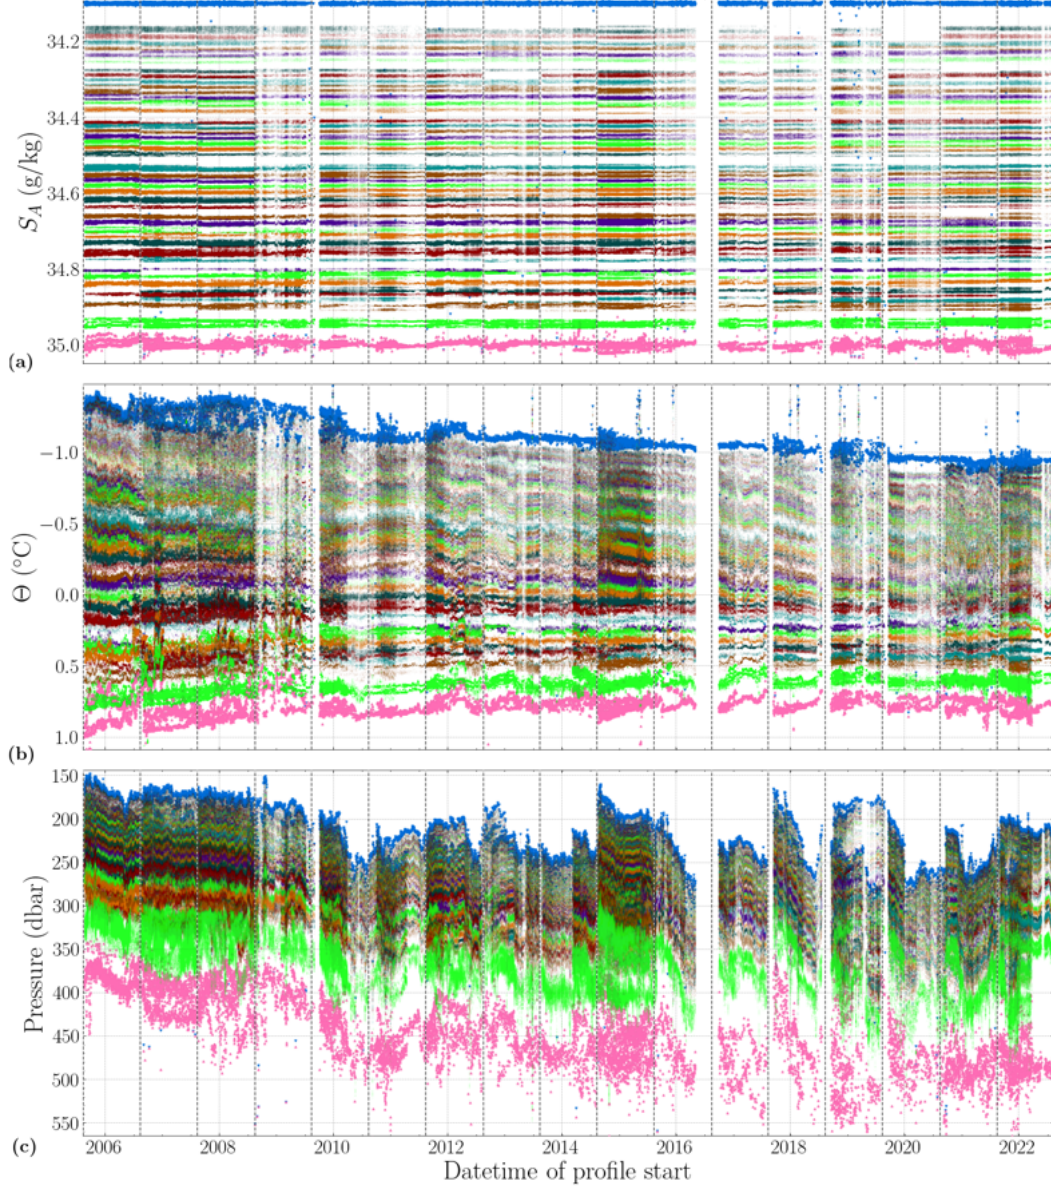 34.2
34.4
34.6
34.8
35.0
S_A (g/kg)
(a)
−1.0
−0.5
0.0
0.5
1.0
Θ (°C)
(b)
150
200
250
300
350
400
450
500
550
Pressure (dbar)
(c)
2006 2008 2010 2012 2014 2016 2018 2020 2022
Datetime of profile start